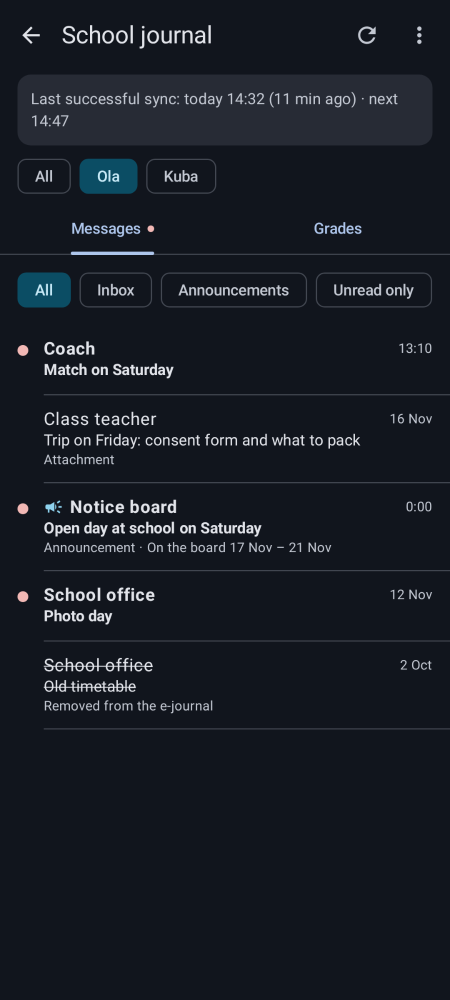 School journal
Last successful sync: today 14:32 (11 min ago) · next
14:47
All
Ola
Kuba
Messages
Grades
All
Inbox
Announcements
Unread only
Coach
13:10
Match on Saturday
Class teacher
16 Nov
Trip on Friday: consent form and what to pack
Attachment
Notice board
0:00
Open day at school on Saturday
Announcement · On the board 17 Nov – 21 Nov
School office
12 Nov
Photo day
School office
2 Oct
Old timetable
Removed from the e-journal